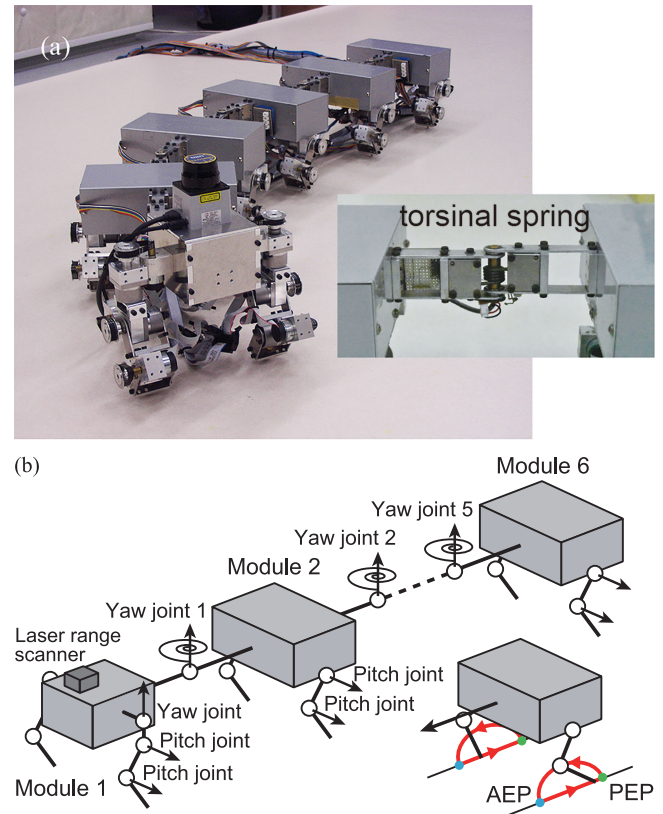 (a)
torsinal spring
(b)
Module 6
Yaw joint 5
Yaw joint 2
Module 2
Yaw joint 1
Laser range
scanner
Pitch joint
Yaw joint
Pitch joint
Pitch joint
Pitch joint
Module 1
AEP
PEP